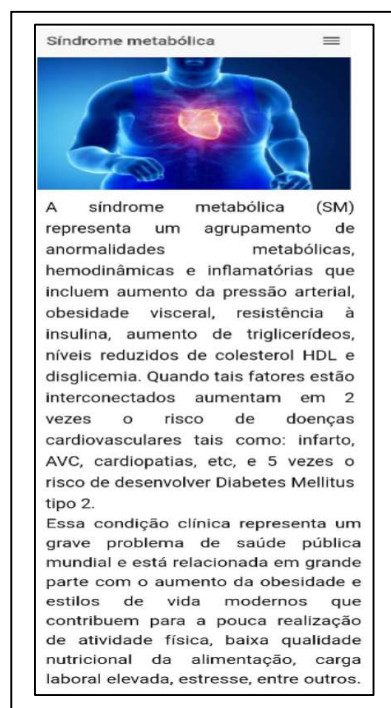 Síndrome metabólica
A síndrome metabólica (SM)
representa um agrupamento de
anormalidades metabólicas,
hemodinâmicas e inflamatórias que
incluem aumento da pressão arterial,
obesidade visceral, resistência à
insulina, aumento de triglicerídeos,
níveis reduzidos de colesterol HDL e
disglicemia. Quando tais fatores estão
interconectados aumentam em 2
vezes o risco de doenças
cardiovasculares tais como: infarto,
AVC, cardiopatias, etc, e 5 vezes o
risco de desenvolver Diabetes Mellitus
tipo 2.
Essa condição clínica representa um
grave problema de saúde pública
mundial e está relacionada em grande
parte com o aumento da obesidade e
estilos de vida modernos que
contribuem para a pouca realização
de atividade física, baixa qualidade
nutricional da alimentação, carga
laboral elevada, estresse, entre outros.